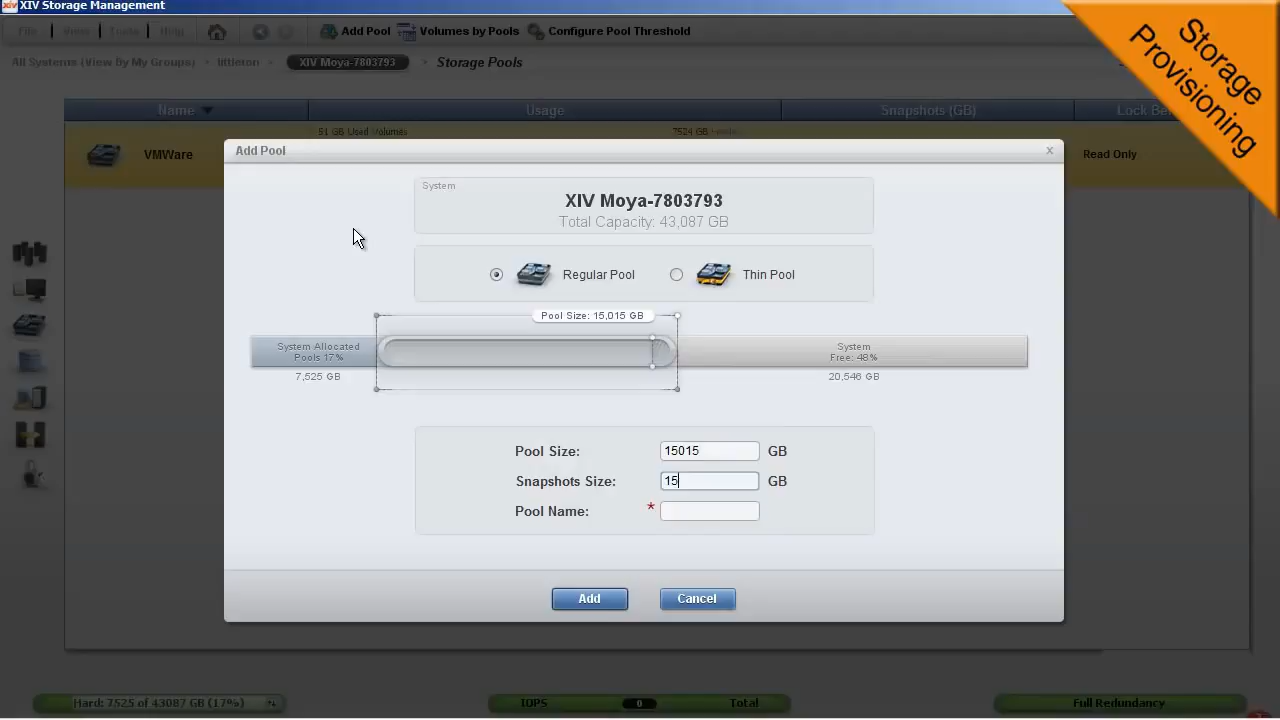 XIV Storage Management
File Views Tools Help Add Pool Volumes by Pools Configure Pool Threshold
All Systems (View By My Groups) littleton XIV Moya-7803793 Storage Pools
Storage
Provisioning
Name Usage Snapshots (GB)
51 GB Used Volumes 7524 GB
VMWare Read Only
Add Pool x
System
XIV Moya-7803793
Total Capacity: 43,087 GB
Regular Pool Thin Pool
Pool Size: 15,015 GB
System Allocated
Pools 17%
System
Free: 48%
7,525 GB 20,546 GB
Pool Size: 15015 GB
Snapshots Size: 15 GB
Pool Name: *
Add Cancel
Hard: 7525 of 43087 GB (17%) IOPS 0 Total Full Redundancy